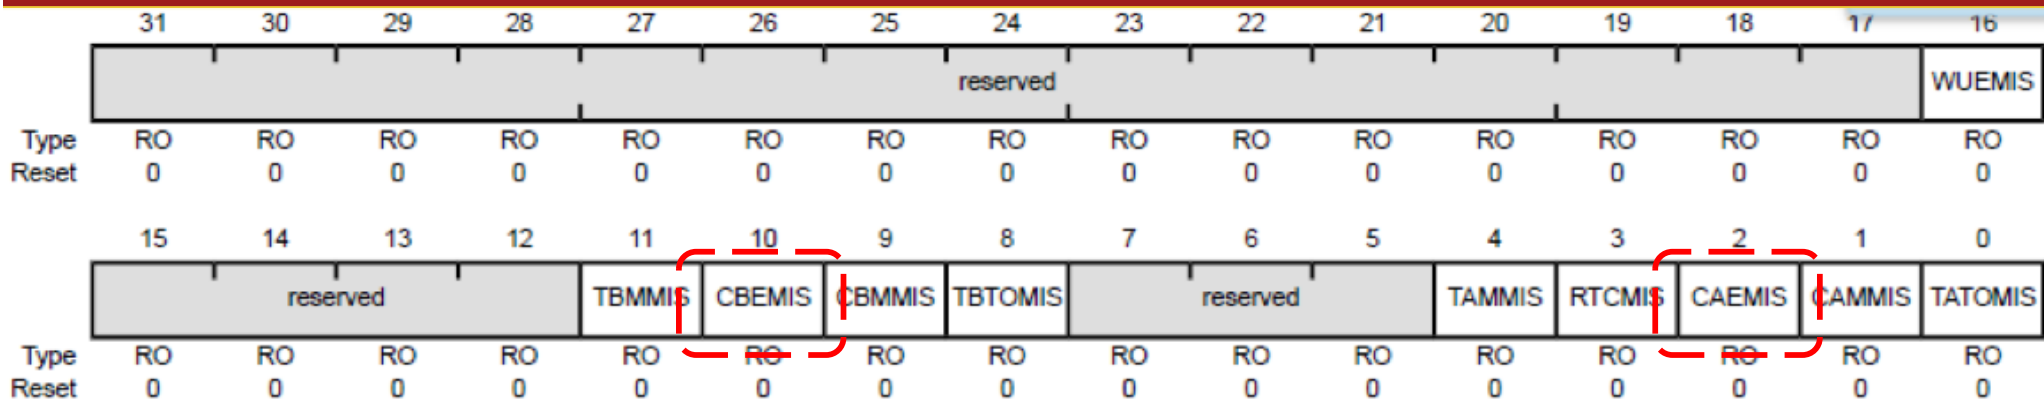 31 30 29 28 27 26 25 24 23 22 21 20 19 18 17 16
reserved WUEMIS
Type RO RO RO RO RO RO RO RO RO RO RO RO RO RO RO RO
Reset 0 0 0 0 0 0 0 0 0 0 0 0 0 0 0 0
15 14 13 12 11 10 9 8 7 6 5 4 3 2 1 0
reserved TBMMIS CBEMIS CBMMIS TBTOMIS reserved TAMMIS RTCMIS CAEMIS CAMMIS TATOMIS
Type RO RO RO RO RO RO RO RO RO RO RO RO RO RO RO RO
Reset 0 0 0 0 0 0 0 0 0 0 0 0 0 0 0 0